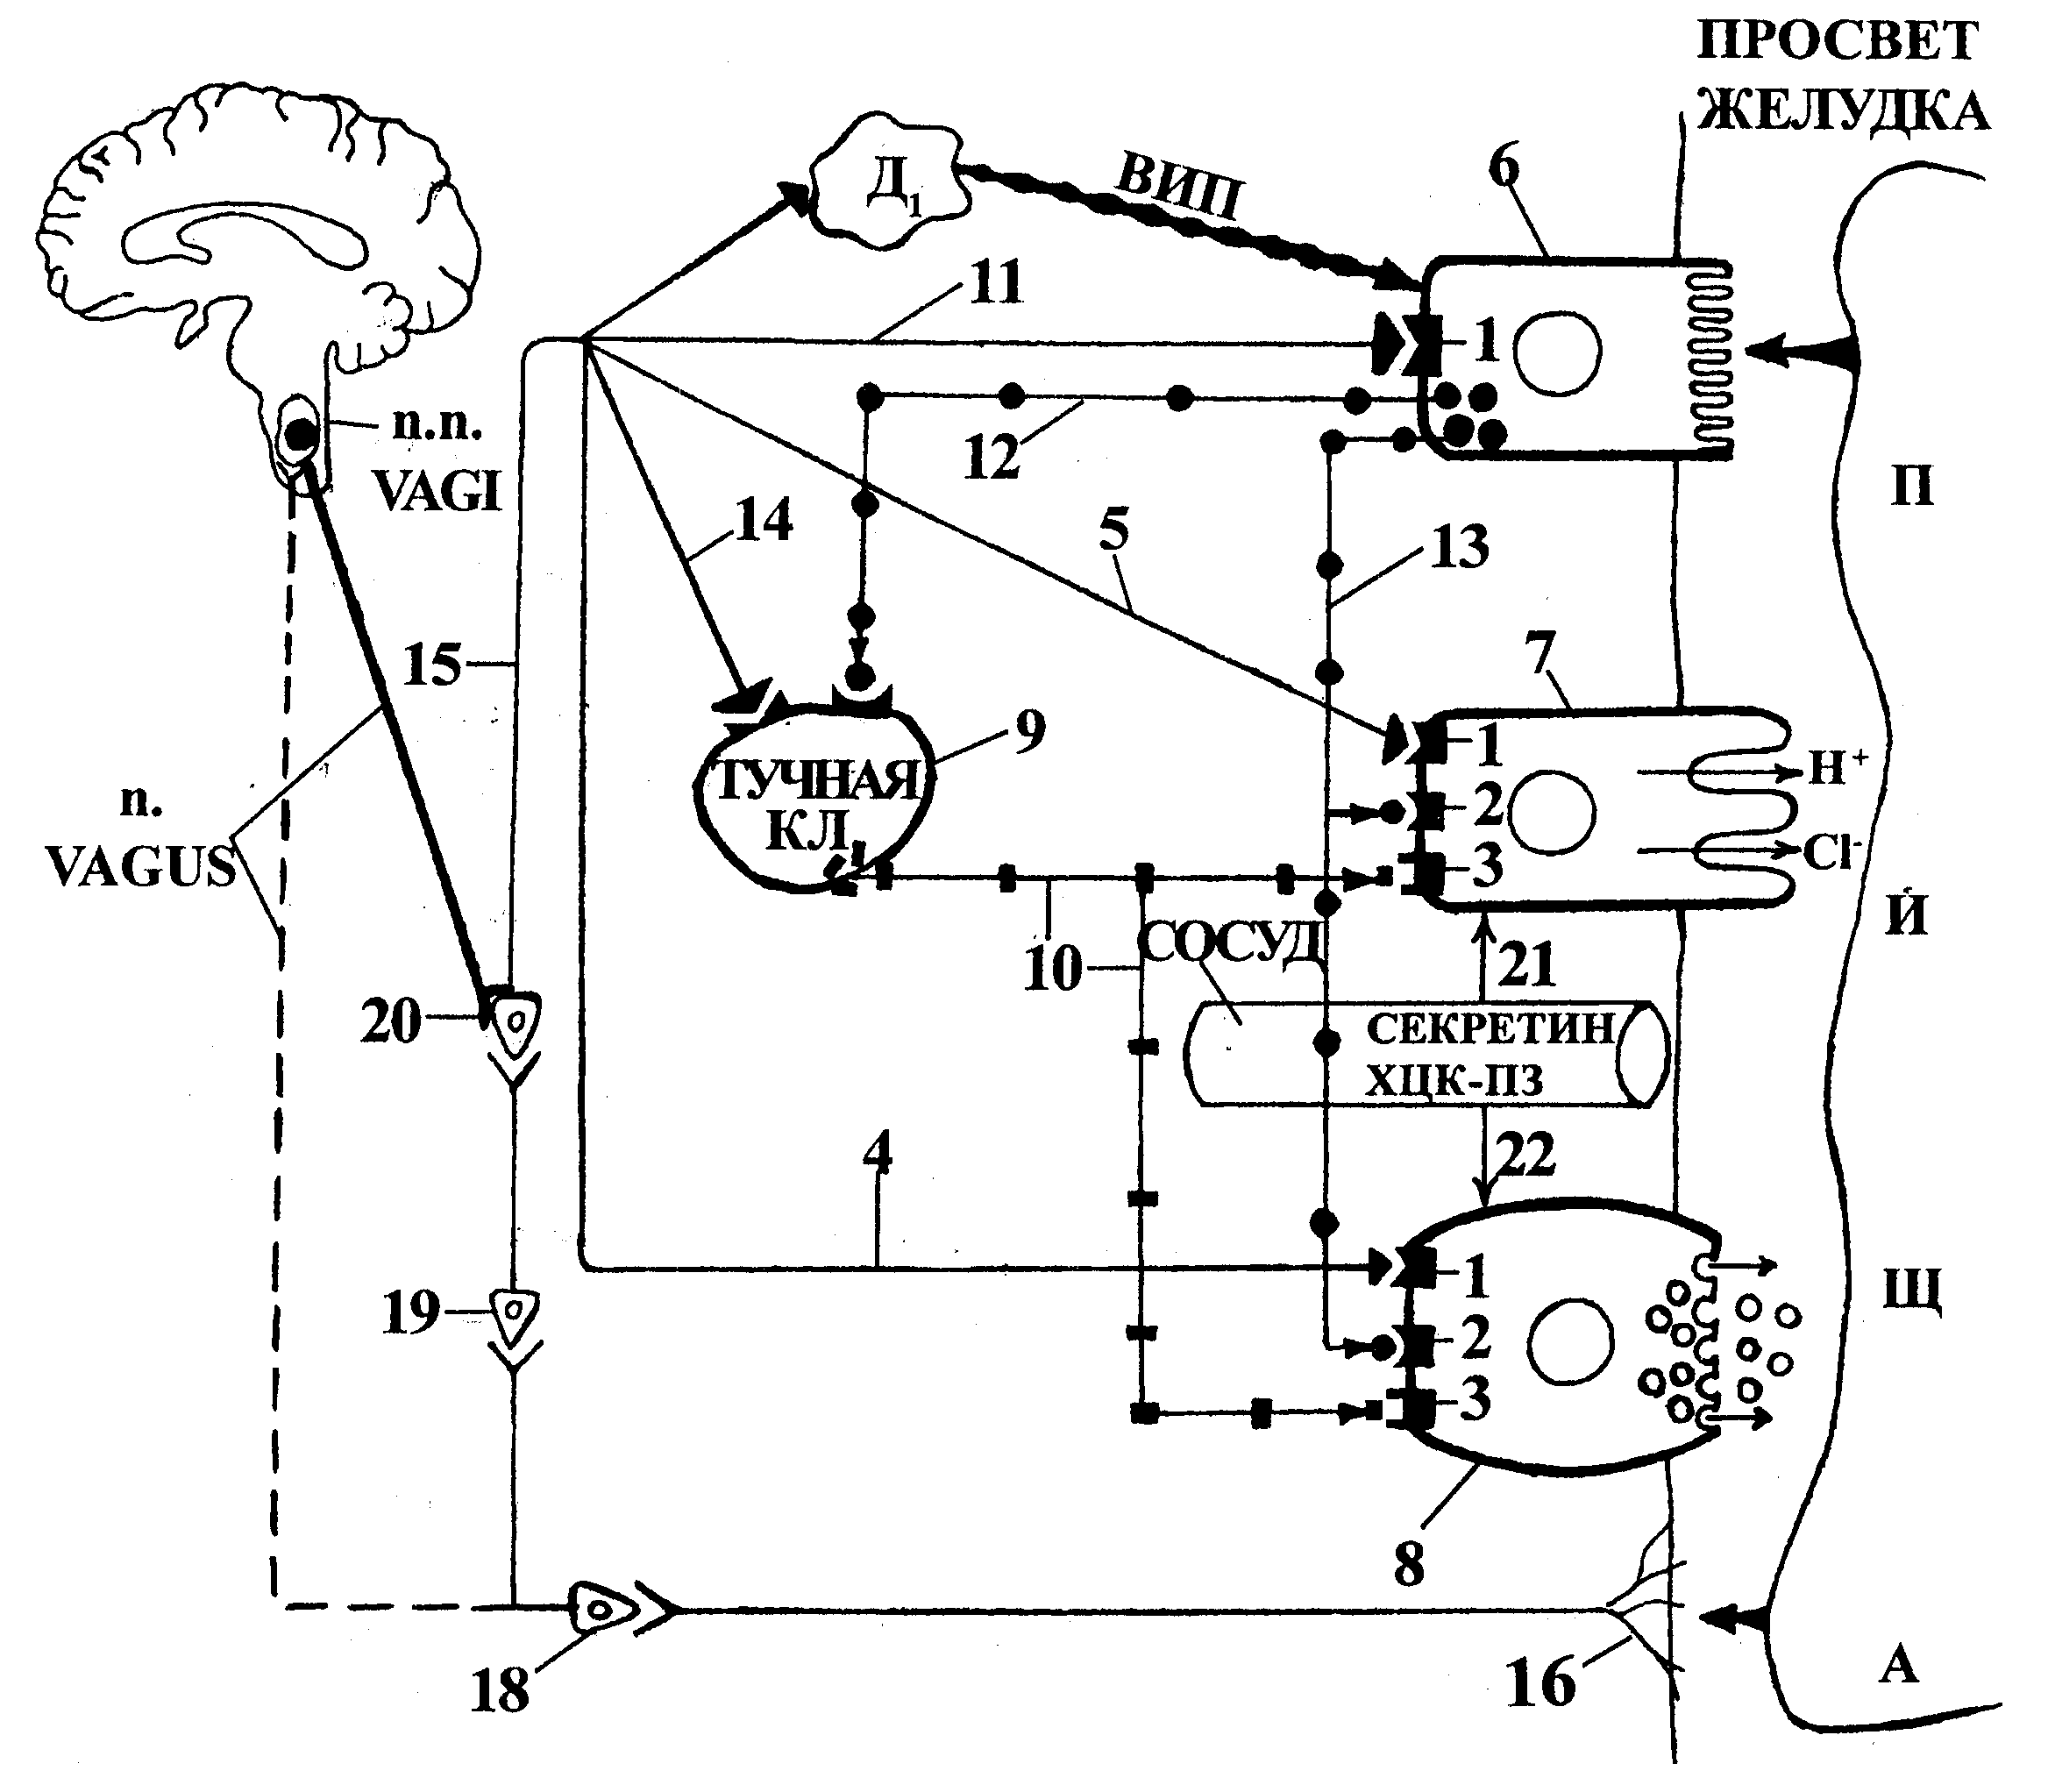 ПРОСВЕТ
ЖЕЛУДКА
6
Д1
ВИП
11
1
n.n.
VAGI
12
П
14
5
13
15
7
9
1
ТУЧНАЯ
КЛ.
H+
2
n.
VAGUS
Cl-
3
Й
10
СОСУД
21
20
СЕКРЕТИН
ХЦК-ПЗ
4
22
19
1
Щ
2
3
8
18
16
А